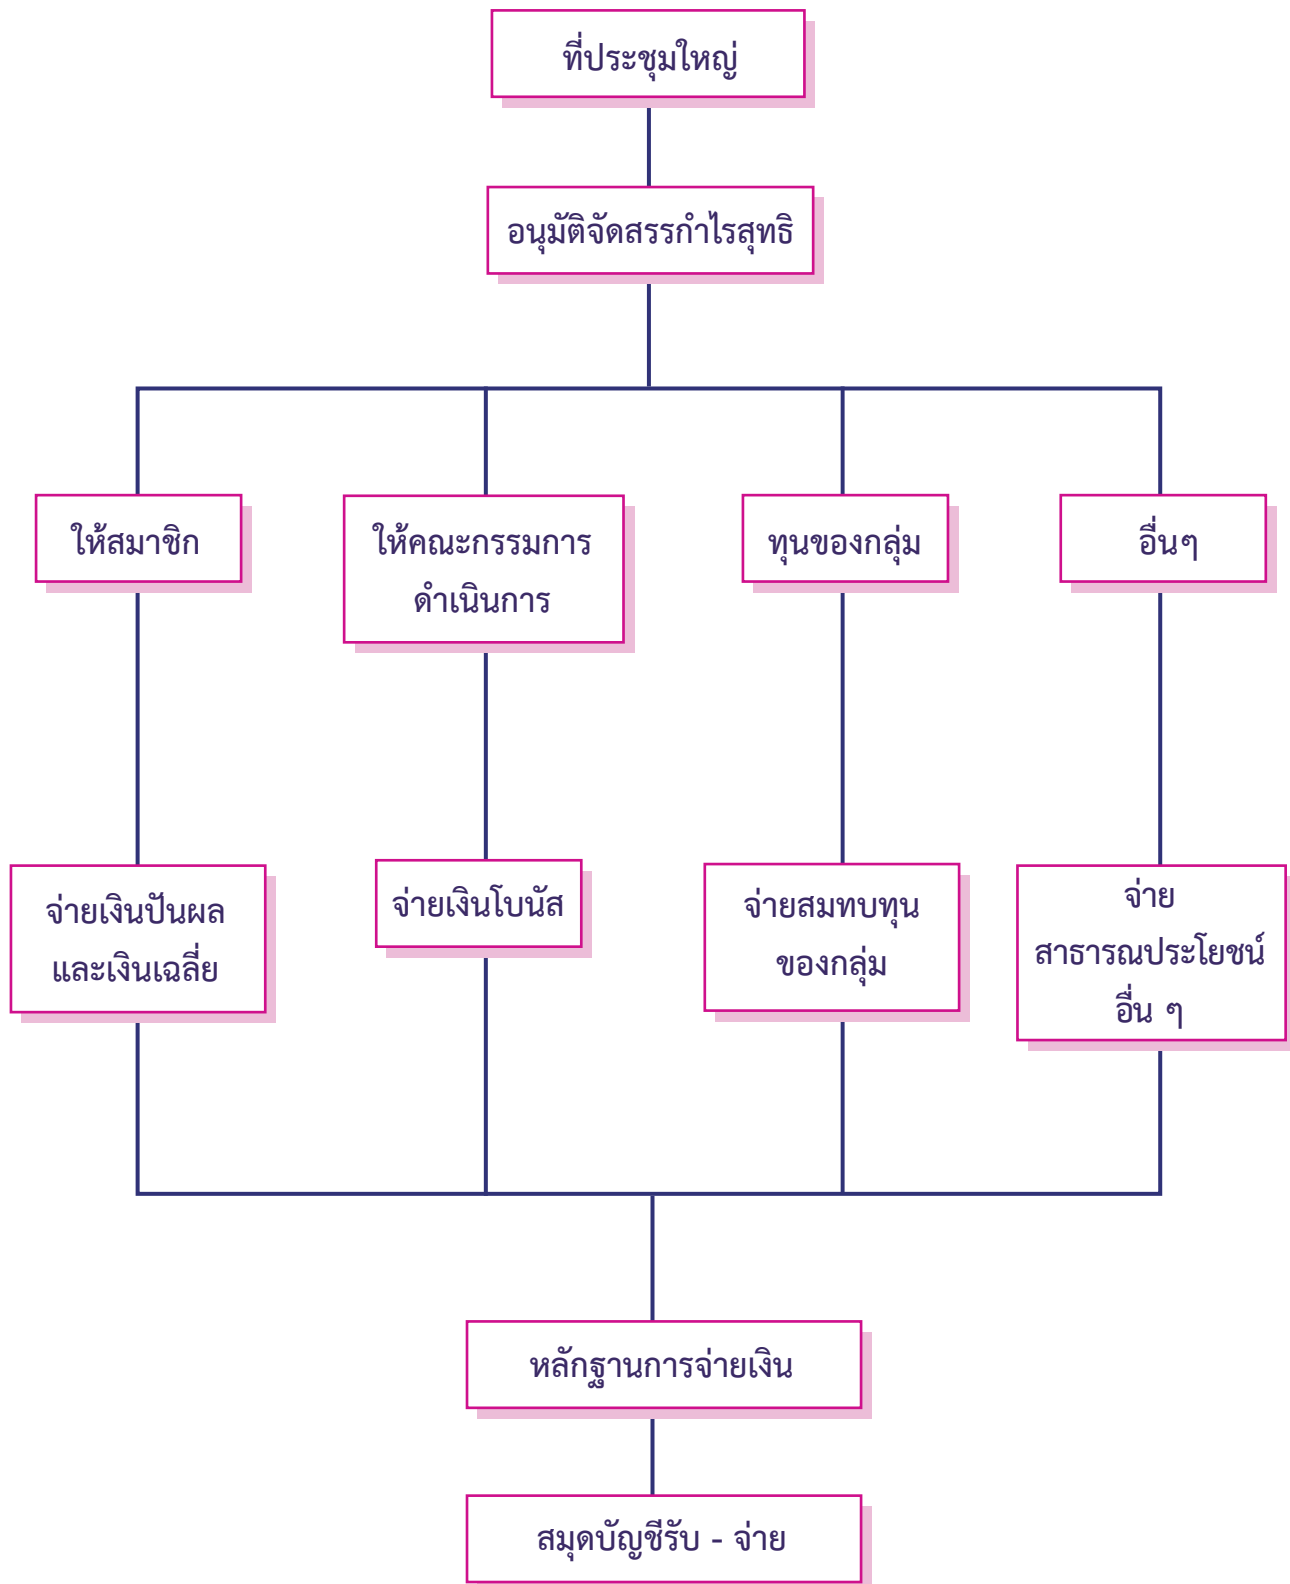 ที่ประชุมใหญ่
อนุมัติจัดสรรกำไรสุทธิ
ให้สมาชิก
ให้คณะกรรมการ
ดำเนินการ
ทุนของกลุ่ม
อื่นๆ
จ่ายเงินปันผล
และเงินเฉลี่ย
จ่ายเงินโบนัส
จ่ายสมทบทุน
ของกลุ่ม
จ่าย
สาธารณประโยชน์
อื่น ๆ
หลักฐานการจ่ายเงิน
สมุดบัญชีรับ - จ่าย